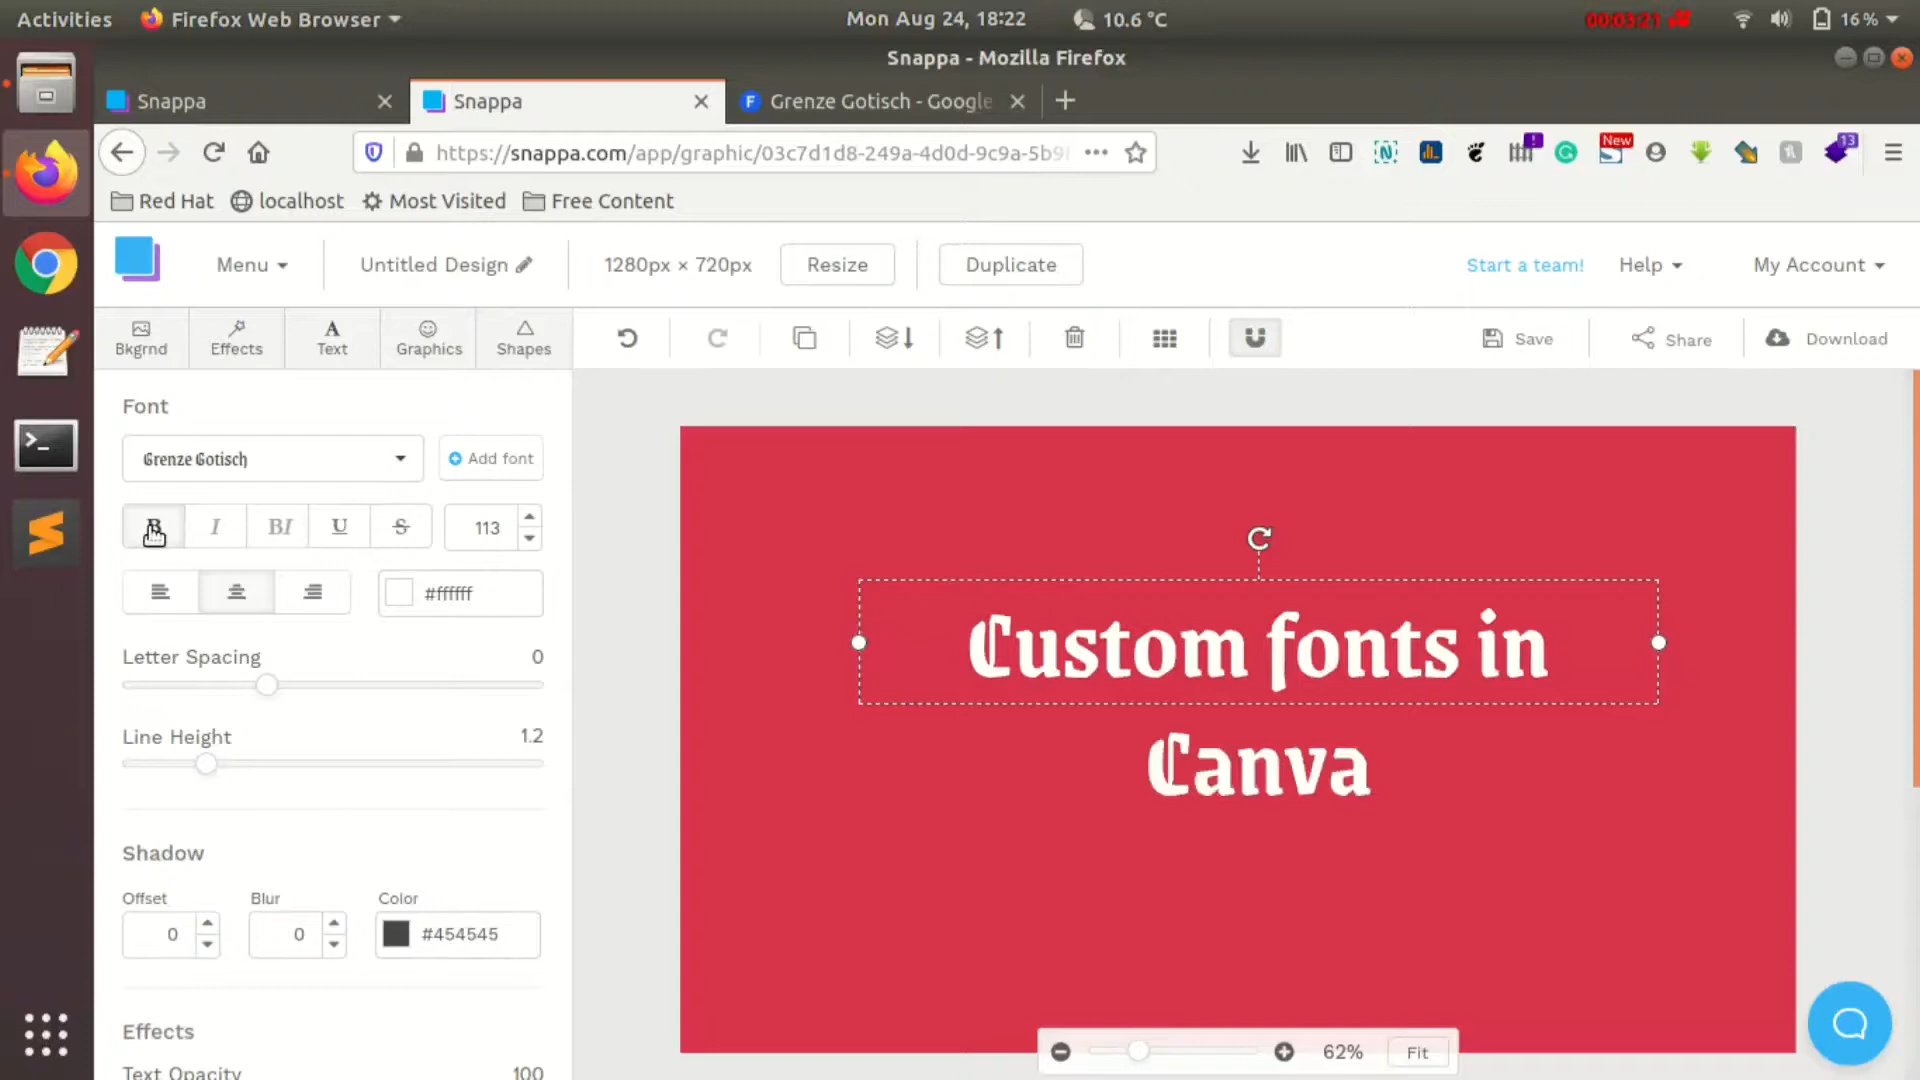 Activities
Firefox Web Browser
Mon Aug 24, 18:22
10.6 °C
00:03:21
16 %
Snappa - Mozilla Firefox
Snappa
Snappa
Grenze Gotisch - Google
https://snappa.com/app/graphic/03c7d1d8-249a-4d0d-9c9a-5b9
New
13
Red Hat
localhost
Most Visited
Free Content
Menu
Untitled Design
1280px × 720px
Resize
Duplicate
Start a team!
Help
My Account
Bkgrnd
Effects
Text
Graphics
Shapes
Save
Share
Download
Font
Grenze Gotisch
Add font
B
I
BI
U
S
113
#ffffff
Letter Spacing
0
Line Height
1.2
Shadow
Offset
Blur
Color
0
0
#454545
Effects
Text Opacity
100
Custom fonts in
Canva
62%
Fit